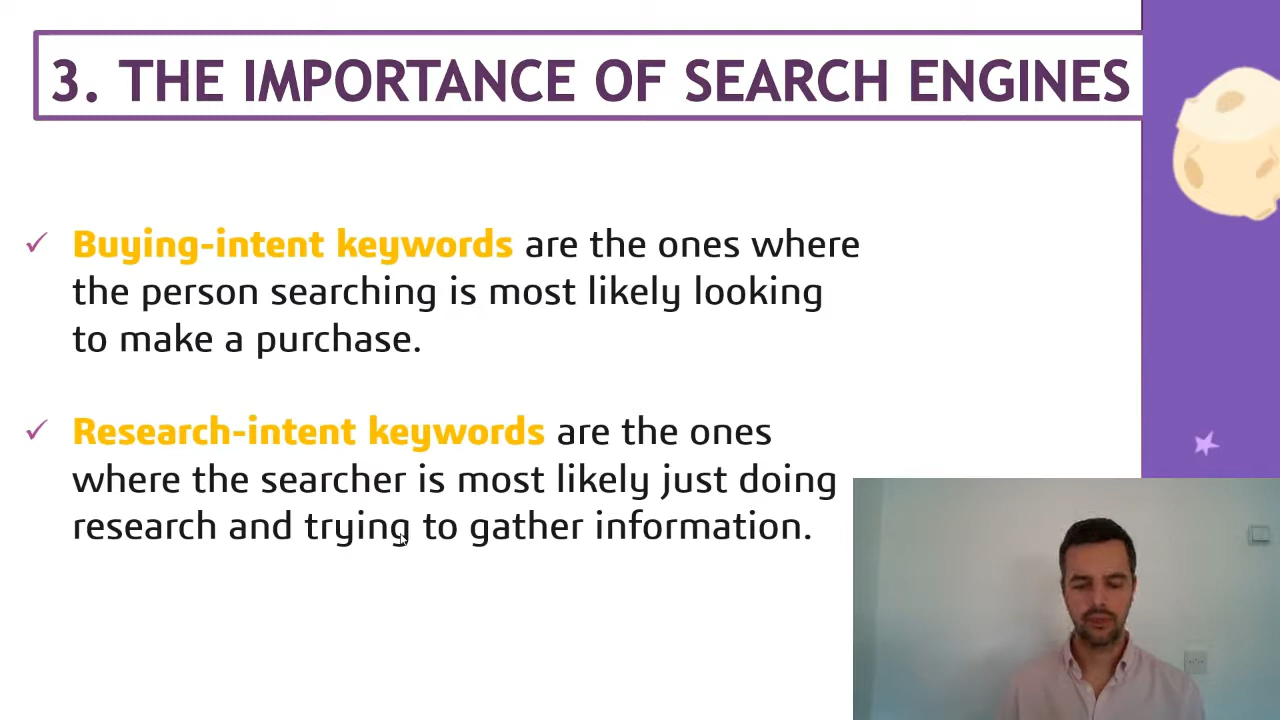 3. THE IMPORTANCE OF SEARCH ENGINES
Buying-intent keywords are the ones where
the person searching is most likely looking
to make a purchase.
Research-intent keywords are the ones
where the searcher is most likely just doing
research and trying to gather information.